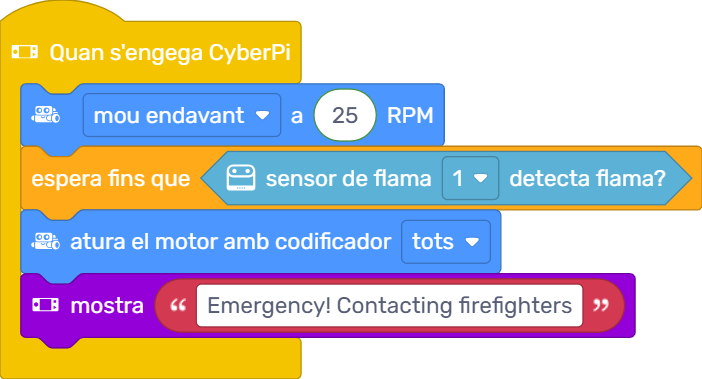 Quan s'engega CyberPi
mou endavant a 25 RPM
espera fins que sensor de flama 1 detecta flama?
atura el motor amb codificador tots
mostra “ Emergency! Contacting firefighters ”